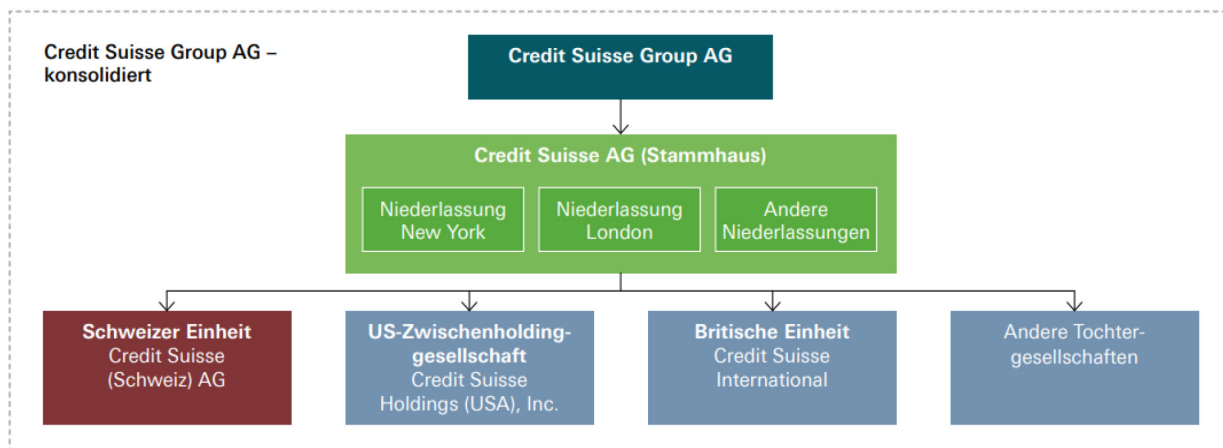 Credit Suisse Group AG –
konsolidiert
Credit Suisse Group AG
Credit Suisse AG (Stammhaus)
Niederlassung
New York
Niederlassung
London
Andere
Niederlassungen
Schweizer Einheit
Credit Suisse
(Schweiz) AG
US-Zwischenholding-
gesellschaft
Credit Suisse
Holdings (USA), Inc.
Britische Einheit
Credit Suisse
International
Andere Tochter-
gesellschaften